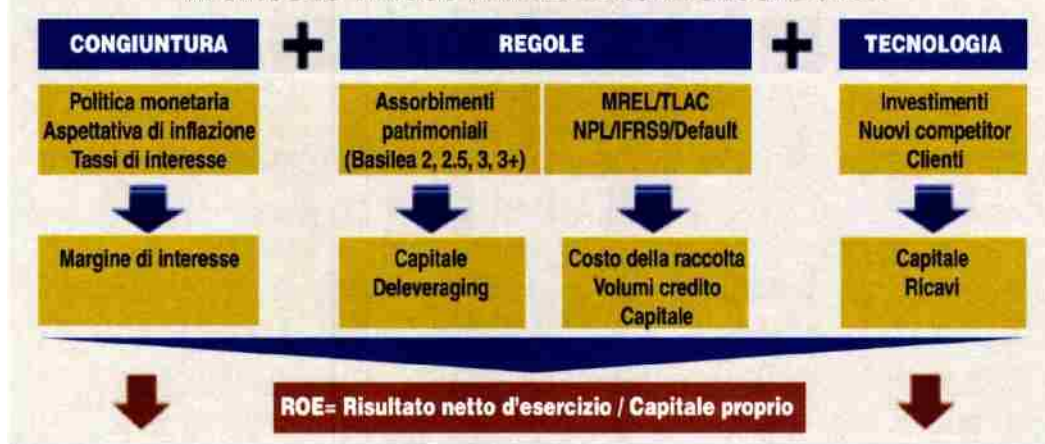 CONGIUNTURA + REGOLE + TECNOLOGIA
Politica monetaria
Aspettativa di inflazione
Tassi di interesse
Assorbimenti
patrimoniali
(Basilea 2, 2.5, 3, 3+)
MREL/TLAC
NPL/IFRS9/Default
Investimenti
Nuovi competitor
Clienti
Margine di interesse
Capitale
Deleveraging
Costo della raccolta
Volumi credito
Capitale
Capitale
Ricavi
ROE= Risultato netto d'esercizio / Capitale proprio